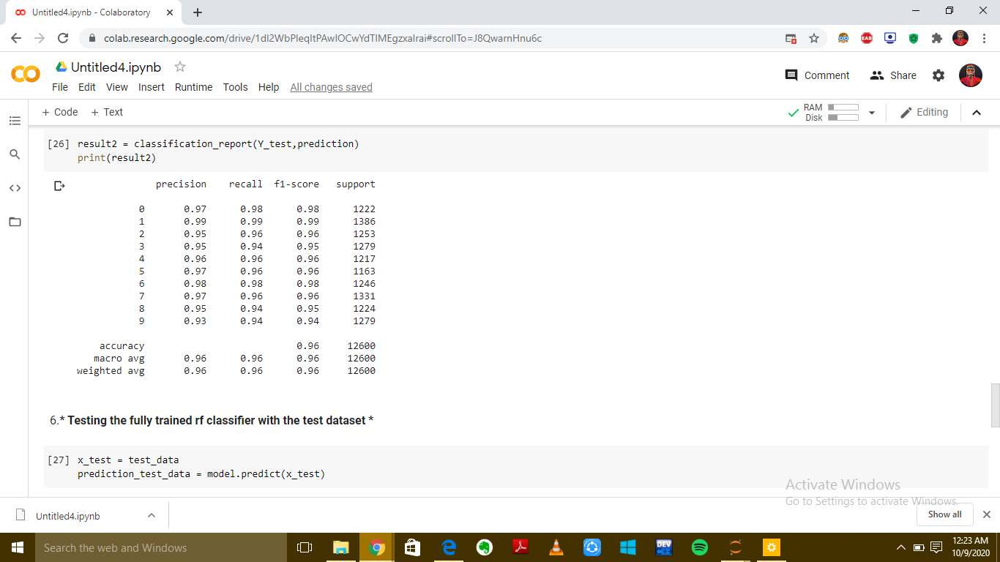 Untitled4.ipynb - Colaboratory
colab.research.google.com/drive/1dl2WbPleqltPAwlOCwYdTIMEgzxalrai#scrollTo=J8QwarnHnu6c
EAB
Untitled4.ipynb
Comment
Share
File Edit View Insert Runtime Tools Help All changes saved
+ Code + Text
RAM
Disk
Editing
[26] result2 = classification_report(Y_test,prediction)
print(result2)
precision recall f1-score support
0 0.97 0.98 0.98 1222
1 0.99 0.99 0.99 1386
2 0.95 0.96 0.96 1253
3 0.95 0.94 0.95 1279
4 0.96 0.96 0.96 1217
5 0.97 0.96 0.96 1163
6 0.98 0.98 0.98 1246
7 0.97 0.96 0.96 1331
8 0.95 0.94 0.95 1224
9 0.93 0.94 0.94 1279
accuracy 0.96 12600
macro avg 0.96 0.96 0.96 12600
weighted avg 0.96 0.96 0.96 12600
6.* Testing the fully trained rf classifier with the test dataset *
[27] x_test = test_data
prediction_test_data = model.predict(x_test)
Activate Windows
Go to Settings to activate Windows.
Untitled4.ipynb
Show all
Search the web and Windows
DEV
12:23 AM
10/9/2020